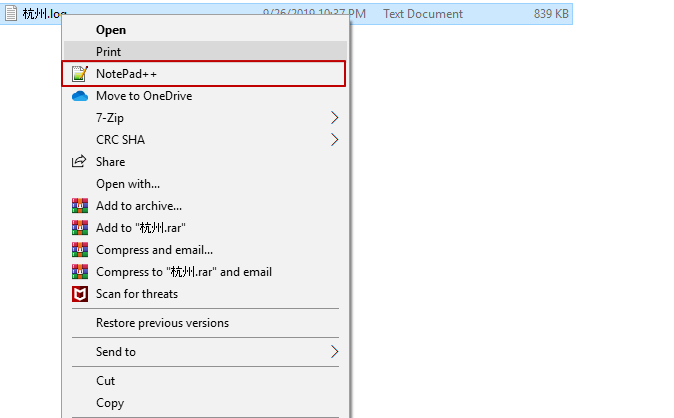 杭州.log 9/26/2019 10:37 PM Text Document 839 KB
Open
Print
NotePad++
Move to OneDrive
7-Zip
CRC SHA
Share
Open with...
Add to archive...
Add to "杭州.rar"
Compress and email...
Compress to "杭州.rar" and email
Scan for threats
Restore previous versions
Send to
Cut
Copy